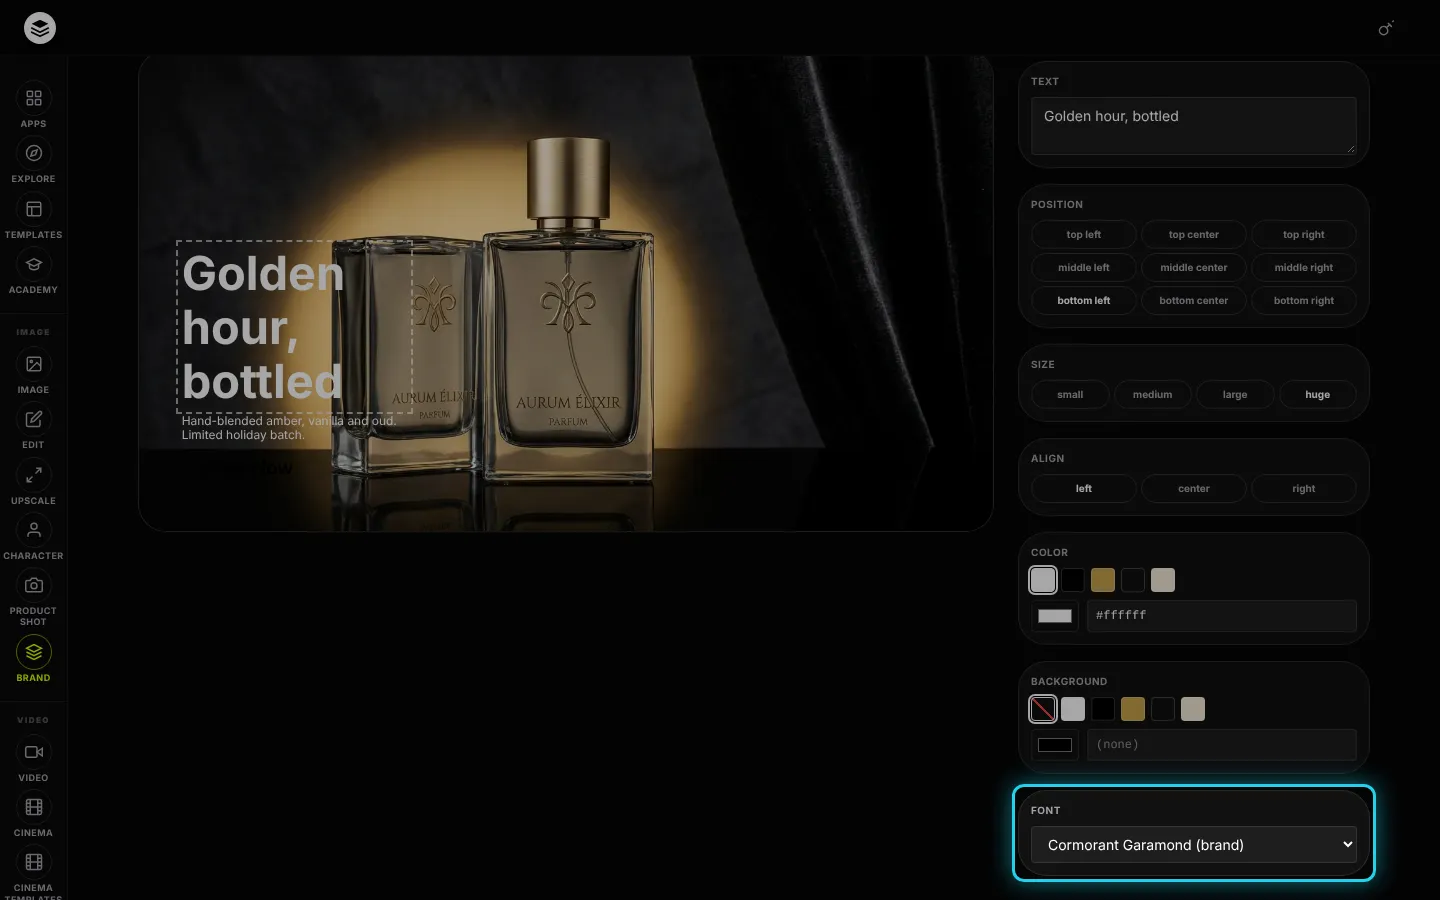 APPS
EXPLORE
TEMPLATES
ACADEMY
IMAGE
IMAGE
EDIT
UPSCALE
CHARACTER
PRODUCT
SHOT
BRAND
VIDEO
VIDEO
CINEMA
CINEMA
TEMPLATES
Golden
hour,
bottled
Hand-blended amber, vanilla and oud.
Limited holiday batch.
AURUM ÉLIXIR
PARFUM
AURUM ÉLIXIR
PARFUM
TEXT
Golden hour, bottled
POSITION
top left
top center
top right
middle left
middle center
middle right
bottom left
bottom center
bottom right
SIZE
small
medium
large
huge
ALIGN
left
center
right
COLOR
#ffffff
BACKGROUND
(none)
FONT
Cormorant Garamond (brand)